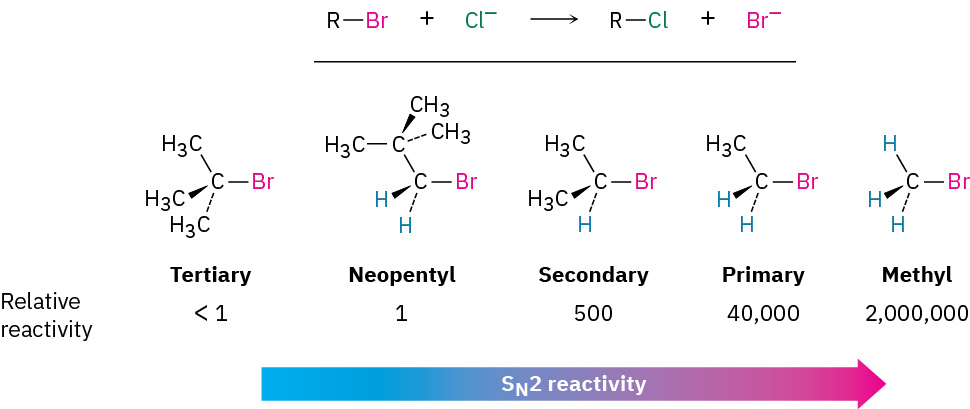 R—Br + Cl⁻ ⟶ R—Cl + Br⁻
CH₃
H₃C H₃C—C CH₃ H₃C H₃C H
C—Br C—Br C—Br C—Br C—Br
H₃C H H₃C H H
H₃C H H H H
Tertiary Neopentyl Secondary Primary Methyl
Relative
reactivity
< 1 1 500 40,000 2,000,000
Sₙ2 reactivity